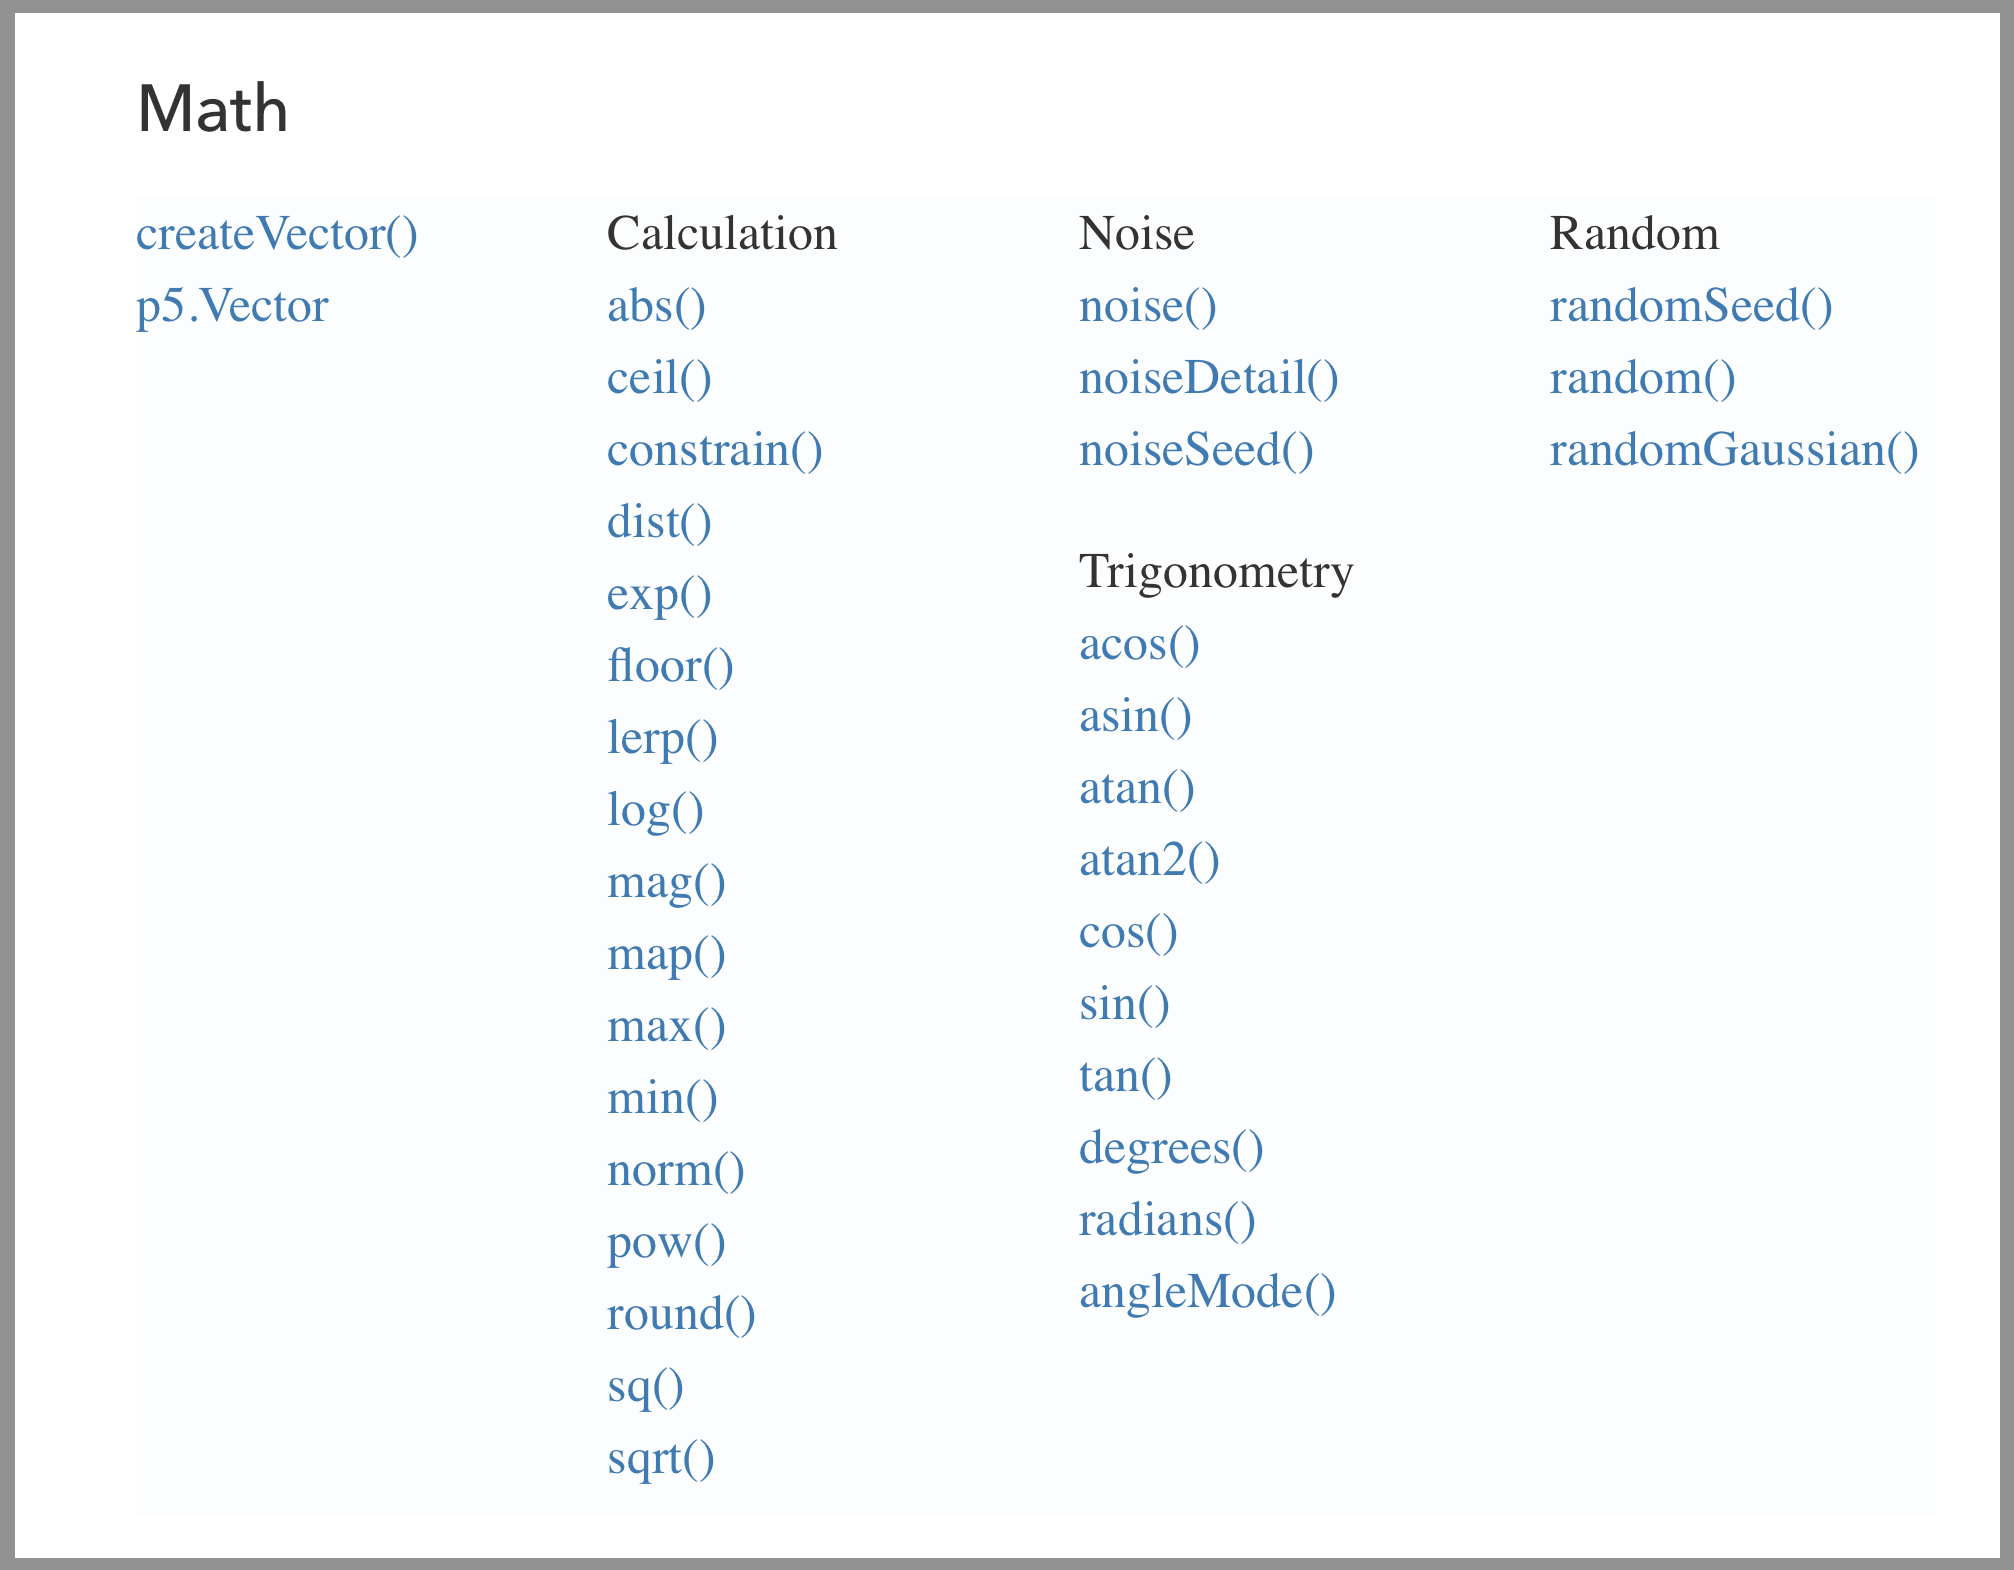 Math
createVector()
p5.Vector
Calculation
abs()
ceil()
constrain()
dist()
exp()
floor()
lerp()
log()
mag()
map()
max()
min()
norm()
pow()
round()
sq()
sqrt()
Noise
noise()
noiseDetail()
noiseSeed()
Trigonometry
acos()
asin()
atan()
atan2()
cos()
sin()
tan()
degrees()
radians()
angleMode()
Random
randomSeed()
random()
randomGaussian()